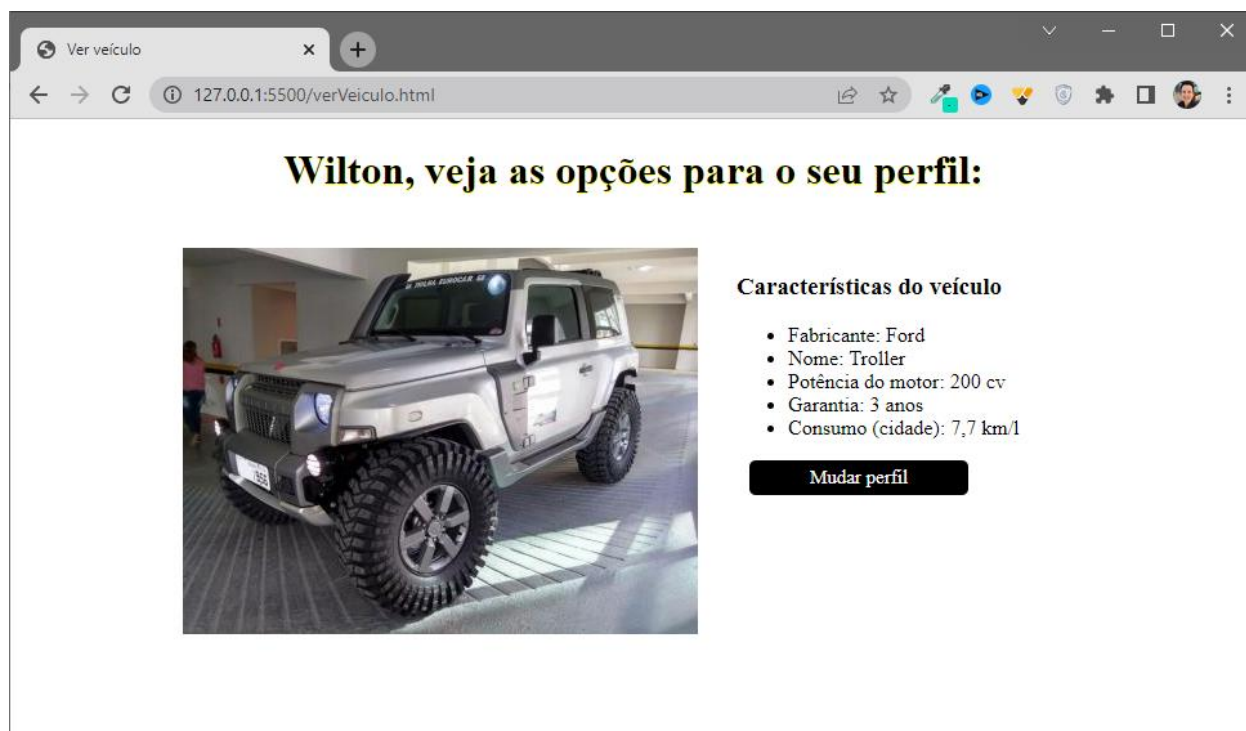 Ver veículo
127.0.0.1:5500/verVeiculo.html
Wilton, veja as opções para o seu perfil:
TRILHA EUROCAR
Características do veículo
Fabricante: Ford
Nome: Troller
Potência do motor: 200 cv
Garantia: 3 anos
Consumo (cidade): 7,7 km/l
Mudar perfil